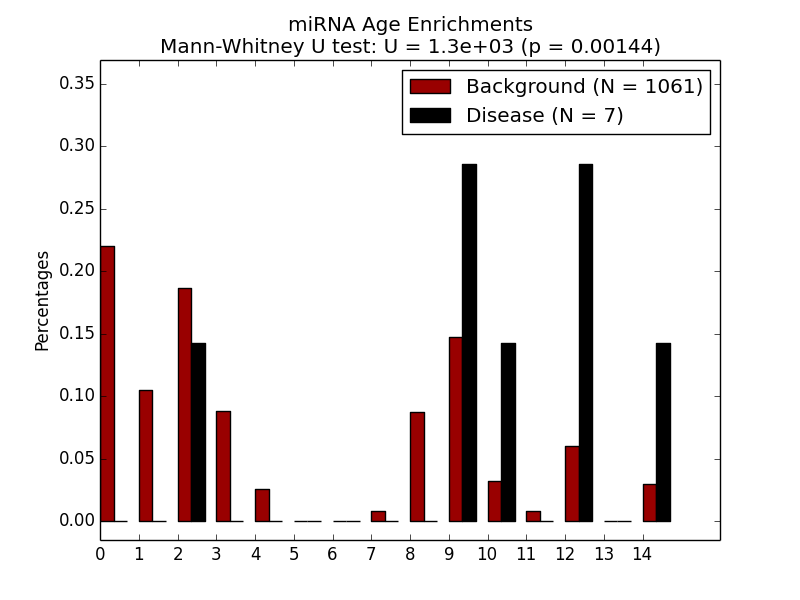 miRNA Age Enrichments
Mann-Whitney U test: U = 1.3e+03 (p = 0.00144)
Background (N = 1061)
Disease (N = 7)
Percentages
0.35
0.30
0.25
0.20
0.15
0.10
0.05
0.00
0 1 2 3 4 5 6 7 8 9 10 11 12 13 14